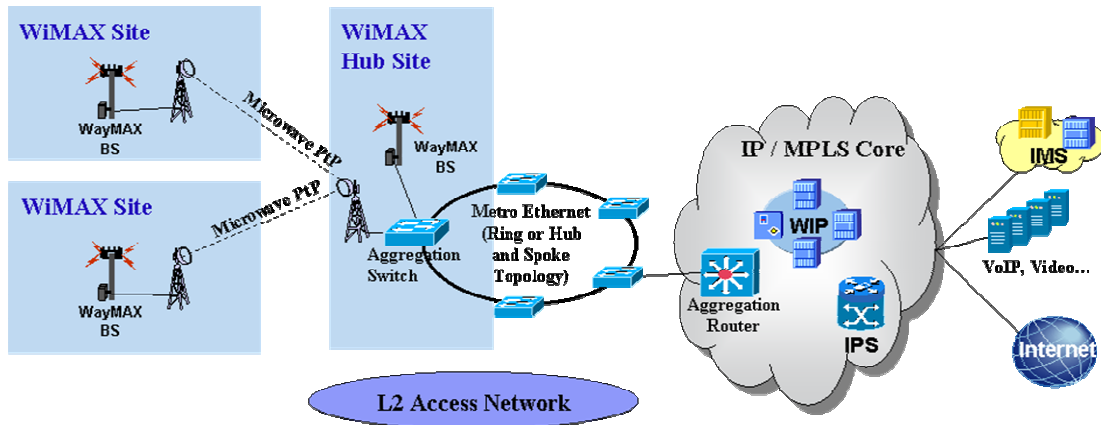 WiMAX Site
WayMAX
BS
Microwave PtP
WiMAX Site
WayMAX
BS
Microwave PtP
WiMAX
Hub Site
WayMAX
BS
Aggregation
Switch
Metro Ethernet
(Ring or Hub
and Spoke
Topology)
L2 Access Network
IP / MPLS Core
WIP
Aggregation
Router
IPS
IMS
VoIP, Video...
Internet